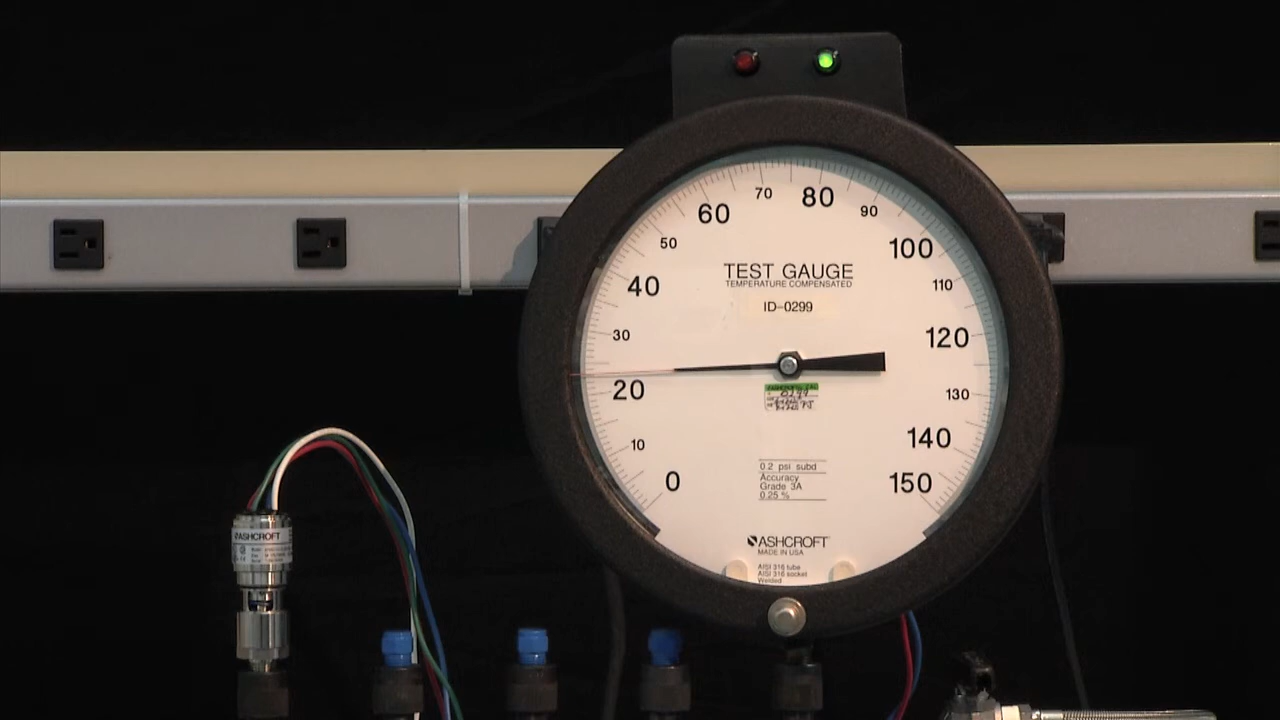 70
80
60
90
50
100
40
110
30
120
20
130
10
140
0
150
TEST GAUGE
TEMPERATURE COMPENSATED
ID-0299
0299
0.2 psi subd
Accuracy
Grade 3A
0.25 %
ASHCROFT
MADE IN USA
AISI 316 tube
AISI 316 socket
Welded
ASHCROFT